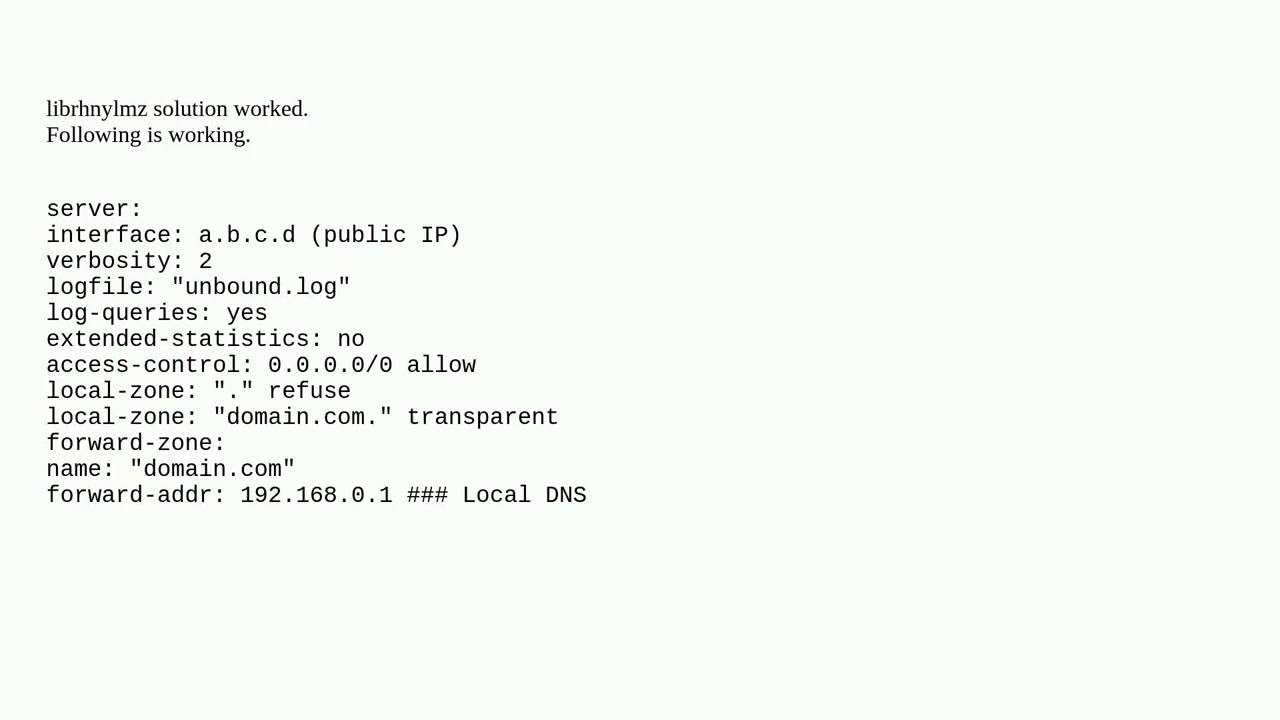 librhnylmz solution worked.
Following is working.
server:
interface: a.b.c.d (public IP)
verbosity: 2
logfile: "unbound.log"
log-queries: yes
extended-statistics: no
access-control: 0.0.0.0/0 allow
local-zone: "." refuse
local-zone: "domain.com." transparent
forward-zone:
name: "domain.com"
forward-addr: 192.168.0.1 ### Local DNS